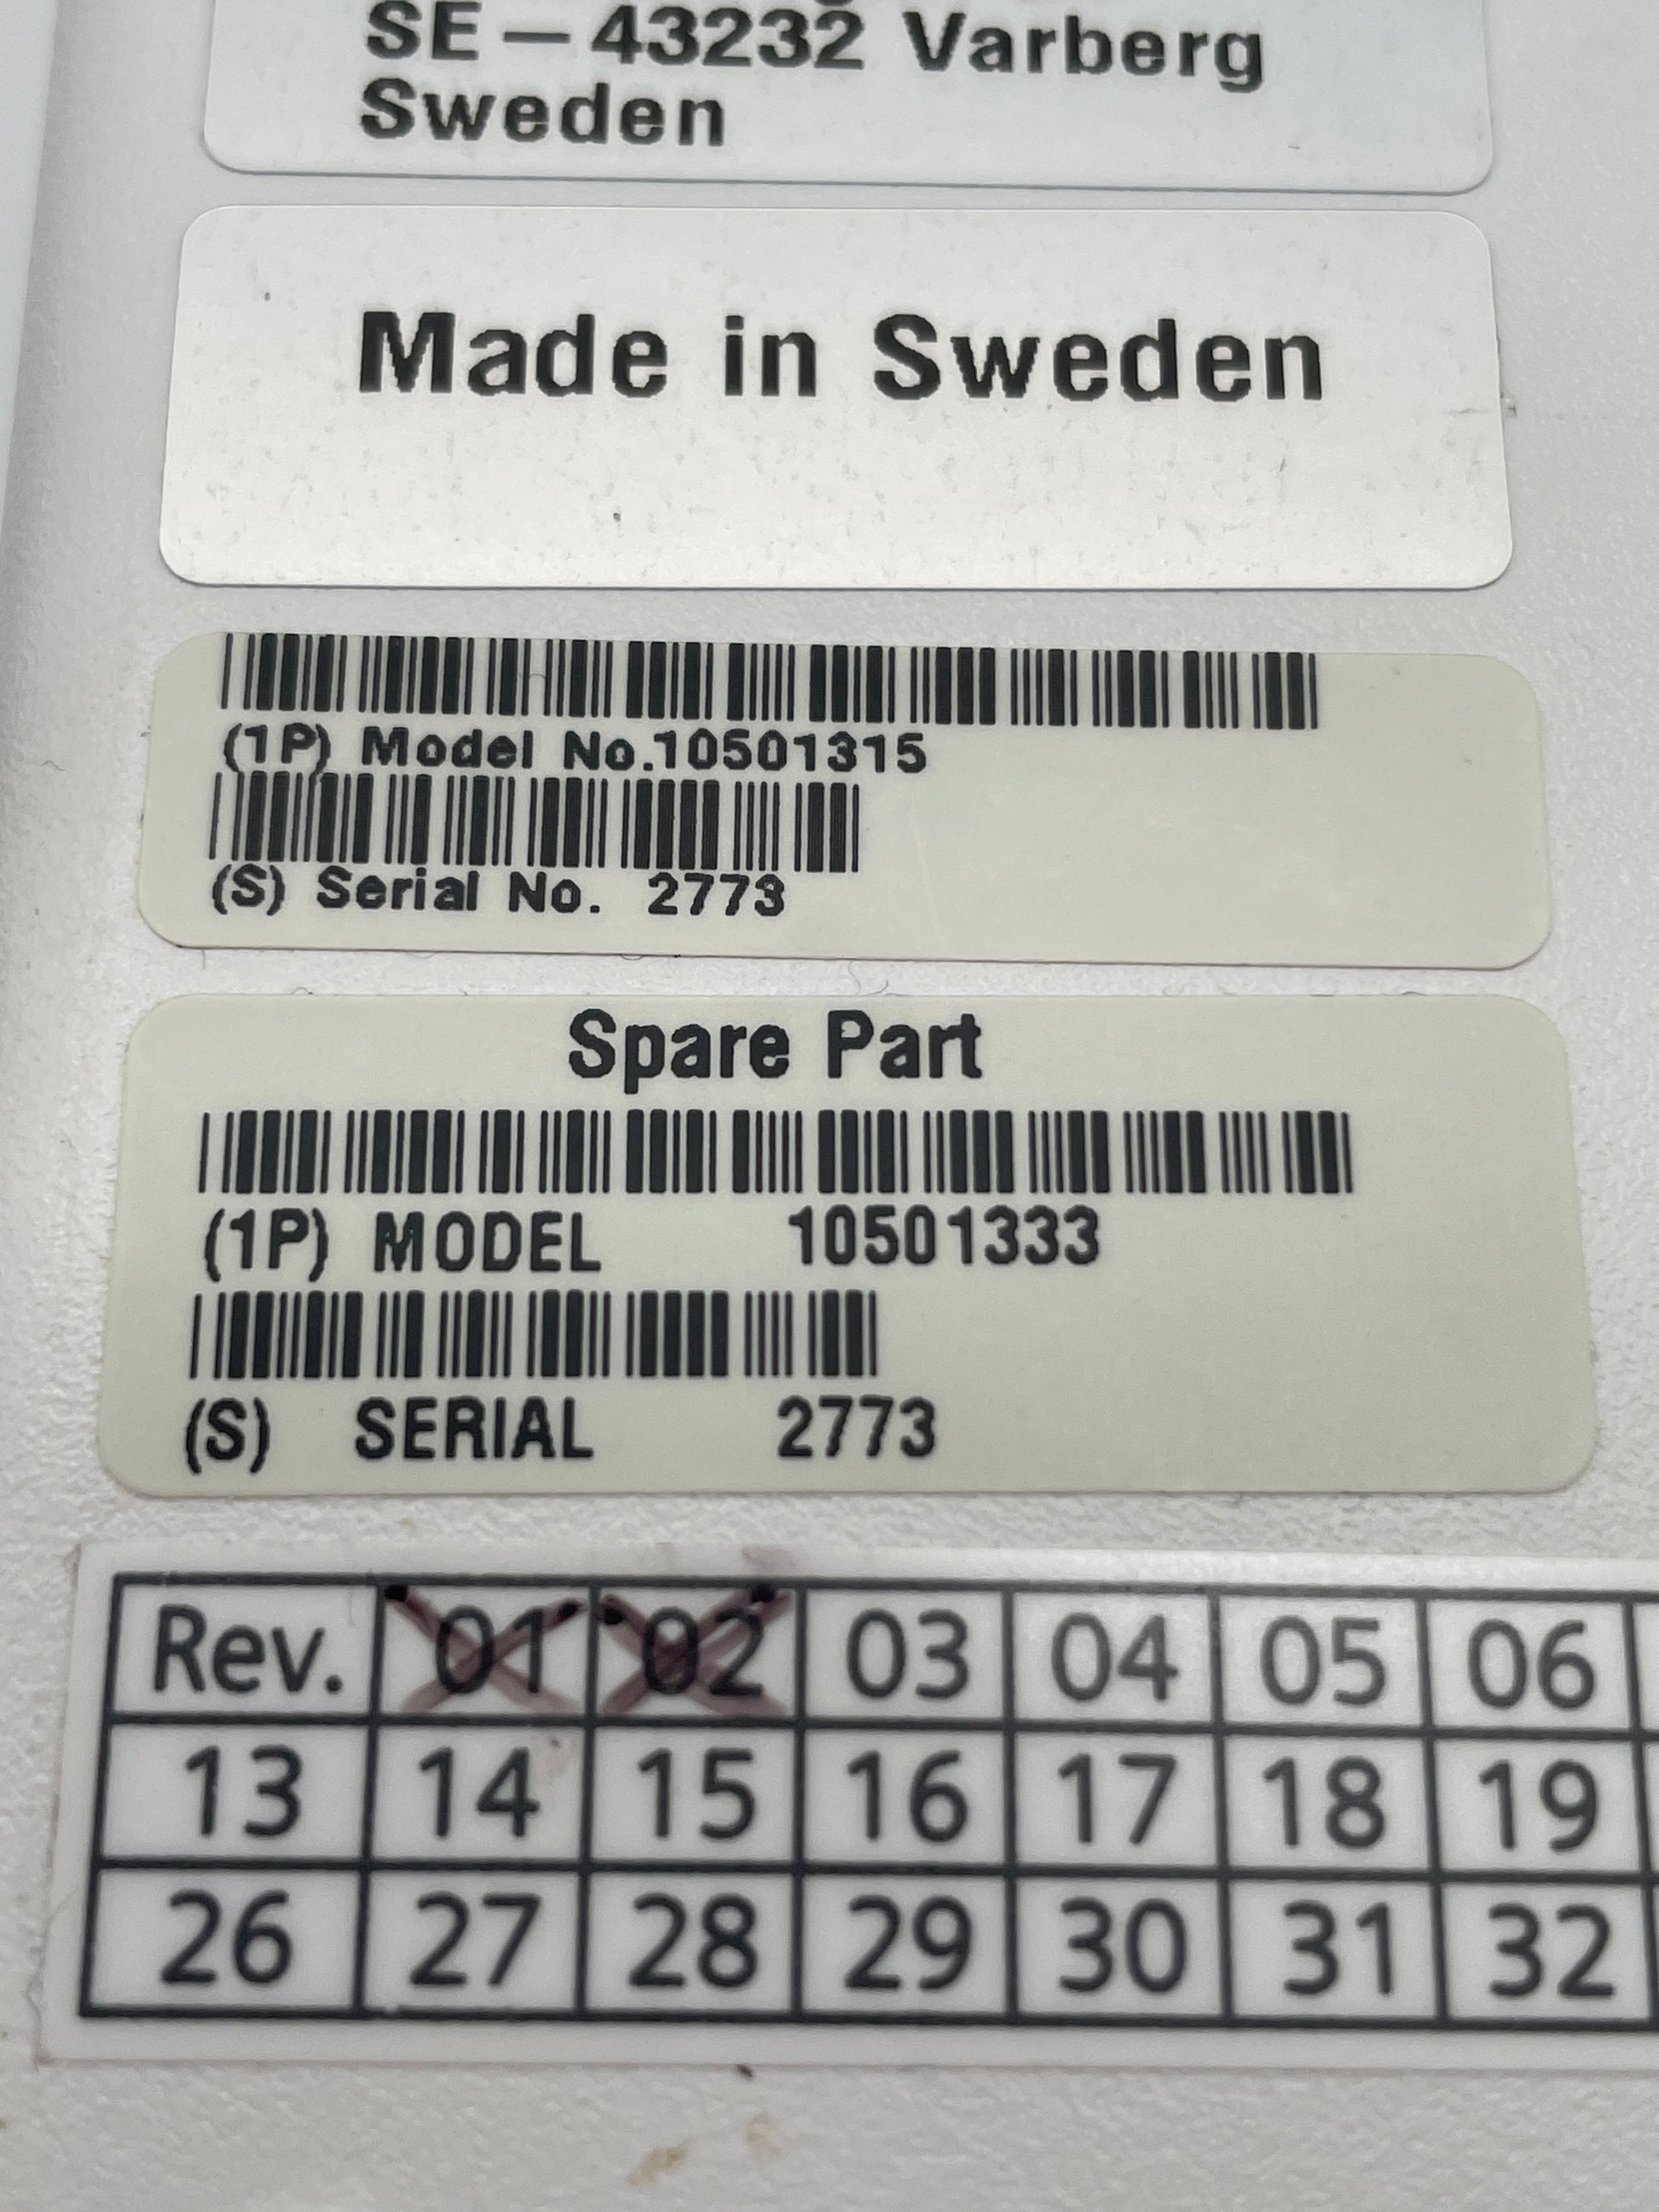 SE – 43232 Varberg
Sweden
Made in Sweden
(1P) Model No.10501315
(S) Serial No. 2773
Spare Part
(1P) MODEL 10501333
(S) SERIAL 2773
Rev. 01 02 03 04 05 06
13 14 15 16 17 18 19
26 27 28 29 30 31 32